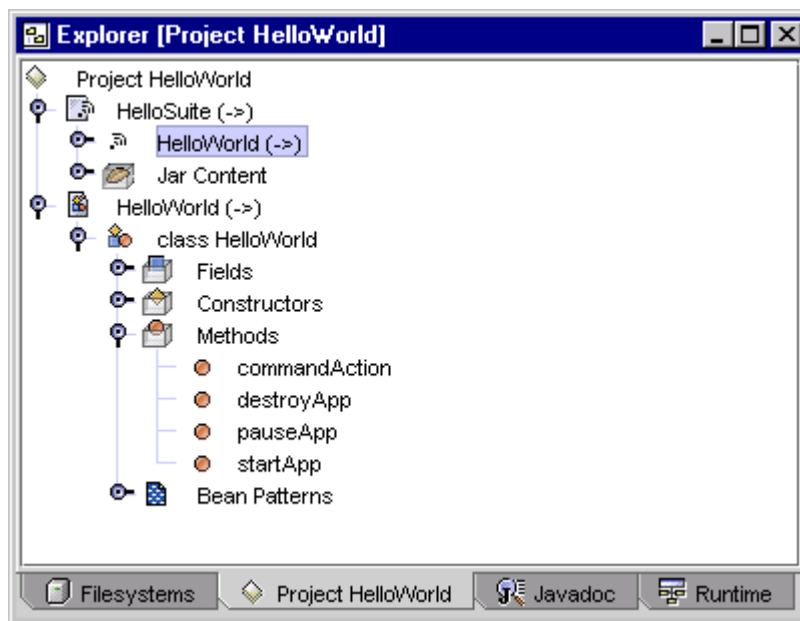 Explorer [Project HelloWorld]
Project HelloWorld
HelloSuite (->)
HelloWorld (->)
Jar Content
HelloWorld (->)
class HelloWorld
Fields
Constructors
Methods
commandAction
destroyApp
pauseApp
startApp
Bean Patterns
Filesystems Project HelloWorld Javadoc Runtime